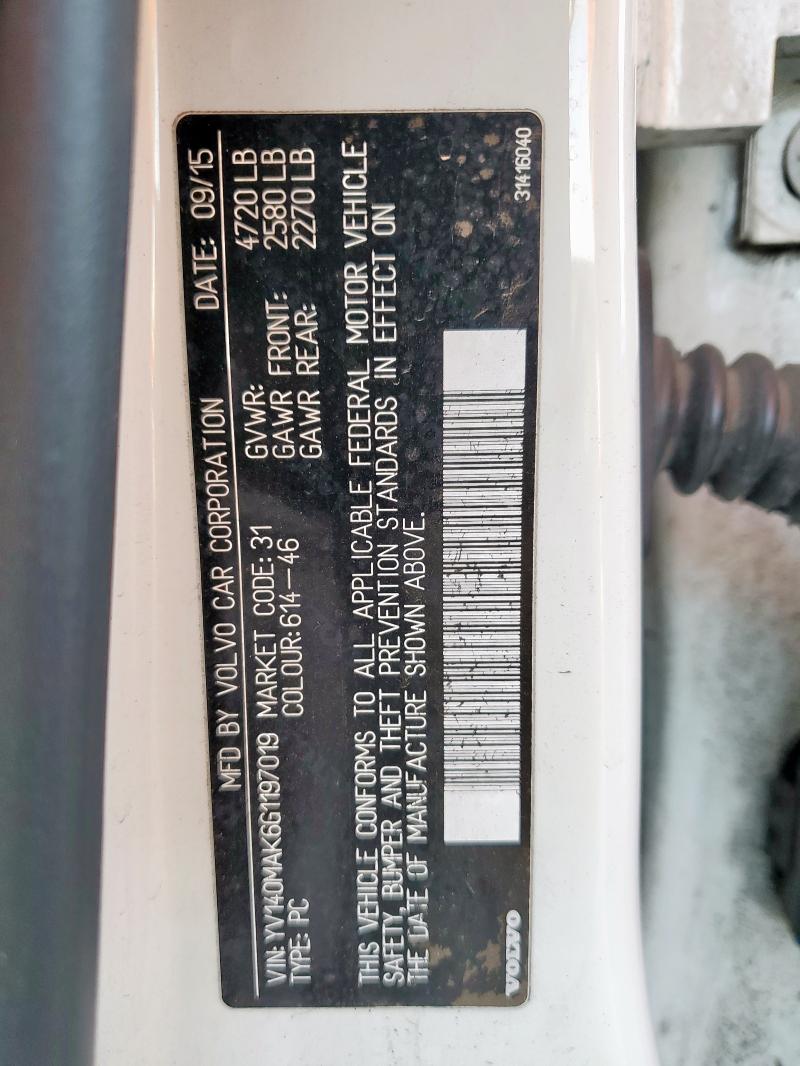 MFD BY VOLVO CAR CORPORATION DATE: 09/15
VIN: YV140MAK6G1197019 MARKET CODE: 31 GVWR: 4720 LB
TYPE: PC COLOUR: 614-46 GAWR FRONT: 2580 LB
GAWR REAR: 2270 LB
THIS VEHICLE CONFORMS TO ALL APPLICABLE FEDERAL MOTOR VEHICLE
SAFETY, BUMPER AND THEFT PREVENTION STANDARDS IN EFFECT ON
THE DATE OF MANUFACTURE SHOWN ABOVE.
VOLVO 31416040